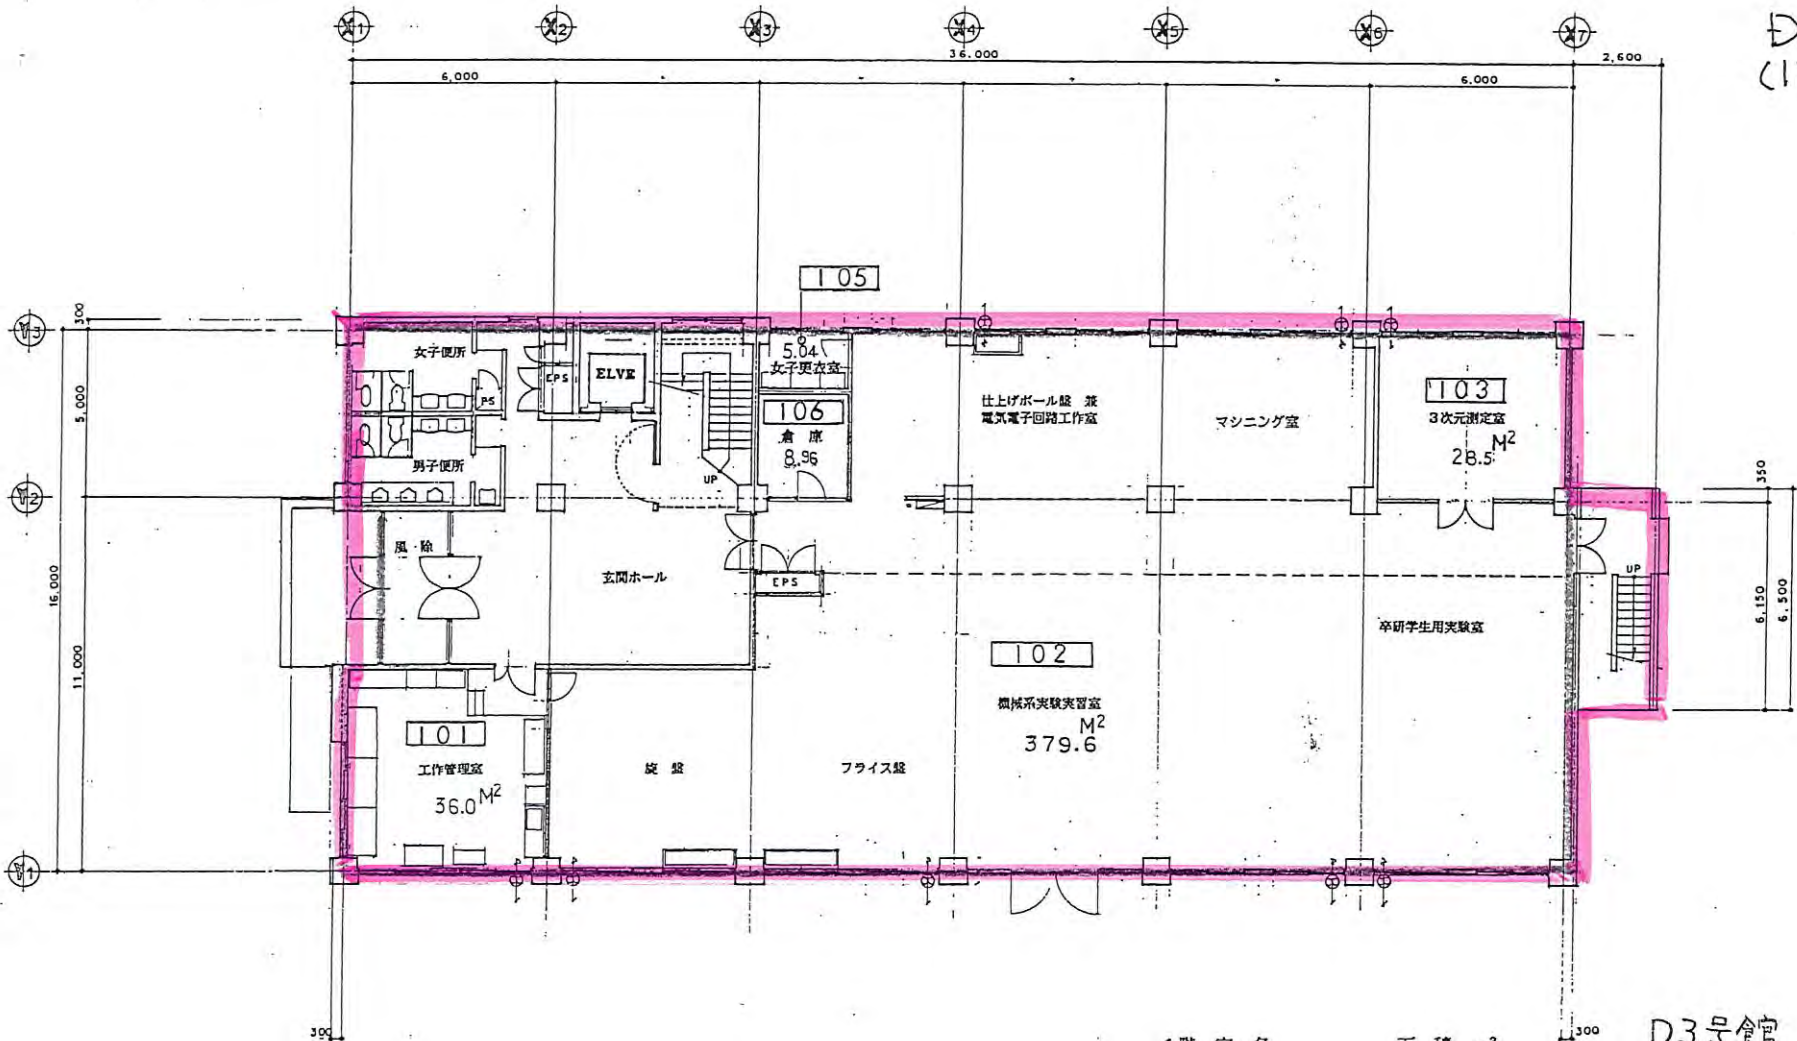 X1 X2 X3 X4 X5 X6 X7
36.000
2,600
6,000
6.000
D
(1
105
Y3
300
5,000
女子便所
EPS
ELVE
5.04
女子更衣室
PS
106
倉庫
8.96
仕上げボール盤 兼
電気電子回路工作室
マシニング室
103
3次元測定室
M²
28.5
男子便所
UP
Y2
350
風・除
玄関ホール
EPS
UP
16,000
11,000
6,150
6,500
卒研学生用実験室
102
機械系実験実習室
M²
379.6
101
工作管理室
36.0 M²
旋盤
フライス盤
Y1
300
300
D3号館